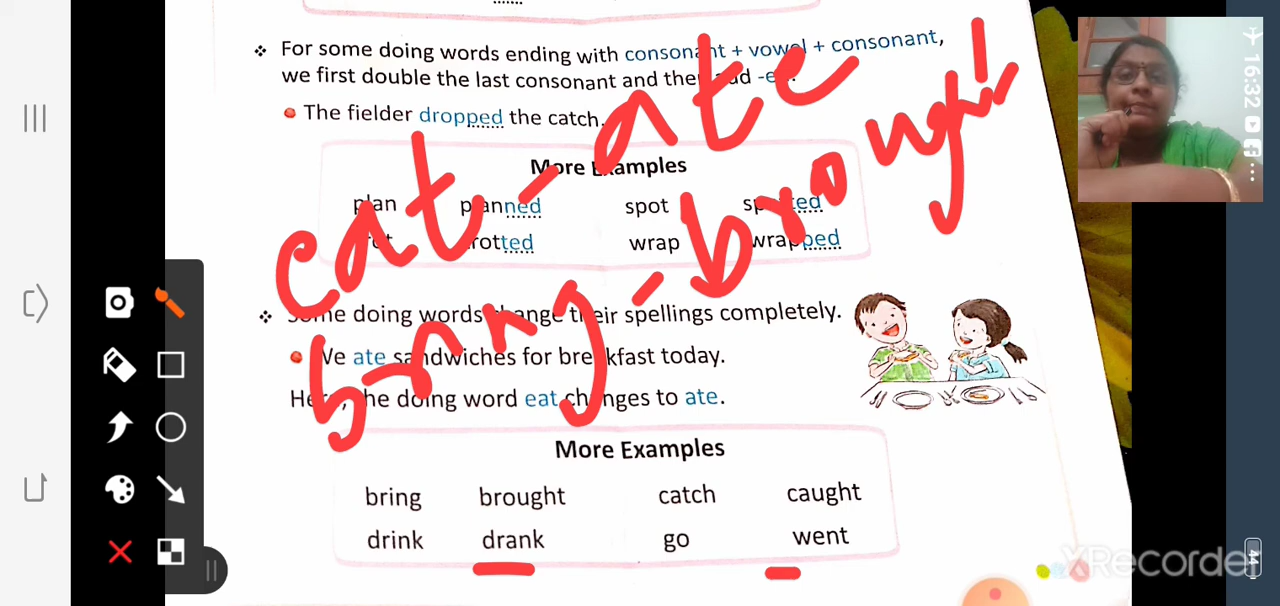 ❖ For some doing words ending with consonant + vowel + consonant,
we first double the last consonant and then add -ed.
The fielder dropped the catch.
More Examples
plan planned spot spotted
rotted wrap wrapped
❖ Some doing words change their spellings completely.
We ate sandwiches for breakfast today.
Here, the doing word eat changes to ate.
More Examples
bring brought catch caught
drink drank go went
eat - ate
bring - brought
16:32
44
XRecorder